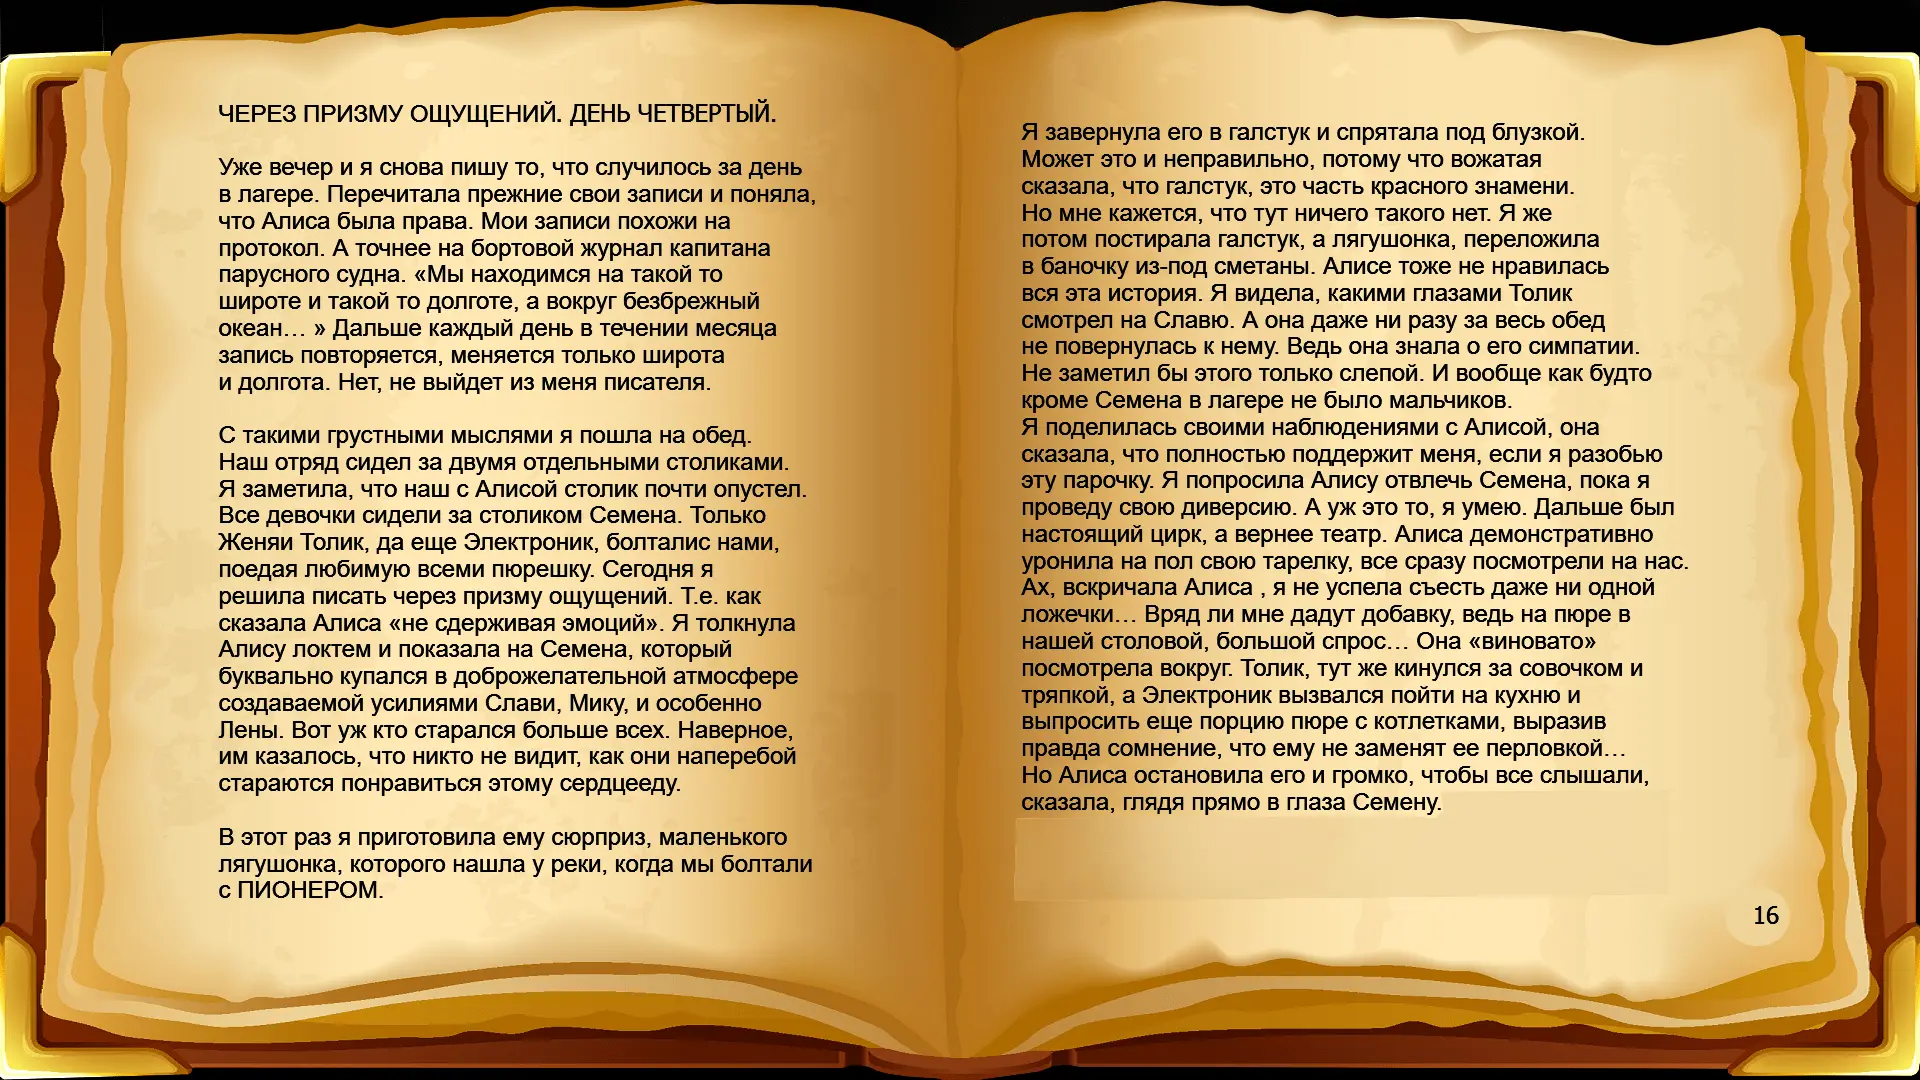 ЧЕРЕЗ ПРИЗМУ ОЩУЩЕНИЙ. ДЕНЬ ЧЕТВЕРТЫЙ.
Уже вечер и я снова пишу то, что случилось за день
в лагере. Перечитала прежние свои записи и поняла,
что Алиса была права. Мои записи похожи на
протокол. А точнее на бортовой журнал капитана
парусного судна. «Мы находимся на такой то
широте и такой то долготе, а вокруг безбрежный
океан… » Дальше каждый день в течении месяца
запись повторяется, меняется только широта
и долгота. Нет, не выйдет из меня писателя.
С такими грустными мыслями я пошла на обед.
Наш отряд сидел за двумя отдельными столиками.
Я заметила, что наш с Алисой столик почти опустел.
Все девочки сидели за столиком Семена. Только
Женяи Толик, да еще Электроник, болталис нами,
поедая любимую всеми пюрешку. Сегодня я
решила писать через призму ощущений. Т.е. как
сказала Алиса «не сдерживая эмоций». Я толкнула
Алису локтем и показала на Семена, который
буквально купался в доброжелательной атмосфере
создаваемой усилиями Слави, Мику, и особенно
Лены. Вот уж кто старался больше всех. Наверное,
им казалось, что никто не видит, как они наперебой
стараются понравиться этому сердцееду.
В этот раз я приготовила ему сюрприз, маленького
лягушонка, которого нашла у реки, когда мы болтали
с ПИОНЕРОМ.
Я завернула его в галстук и спрятала под блузкой.
Может это и неправильно, потому что вожатая
сказала, что галстук, это часть красного знамени.
Но мне кажется, что тут ничего такого нет. Я же
потом постирала галстук, а лягушонка, переложила
в баночку из-под сметаны. Алисе тоже не нравилась
вся эта история. Я видела, какими глазами Толик
смотрел на Славю. А она даже ни разу за весь обед
не повернулась к нему. Ведь она знала о его симпатии.
Не заметил бы этого только слепой. И вообще как будто
кроме Семена в лагере не было мальчиков.
Я поделилась своими наблюдениями с Алисой, она
сказала, что полностью поддержит меня, если я разобью
эту парочку. Я попросила Алису отвлечь Семена, пока я
проведу свою диверсию. А уж это то, я умею. Дальше был
настоящий цирк, а вернее театр. Алиса демонстративно
уронила на пол свою тарелку, все сразу посмотрели на нас.
Ах, вскричала Алиса , я не успела съесть даже ни одной
ложечки… Вряд ли мне дадут добавку, ведь на пюре в
нашей столовой, большой спрос… Она «виновато»
посмотрела вокруг. Толик, тут же кинулся за совочком и
тряпкой, а Электроник вызвался пойти на кухню и
выпросить еще порцию пюре с котлетками, выразив
правда сомнение, что ему не заменят ее перловкой…
Но Алиса остановила его и громко, чтобы все слышали,
сказала, глядя прямо в глаза Семену.
16